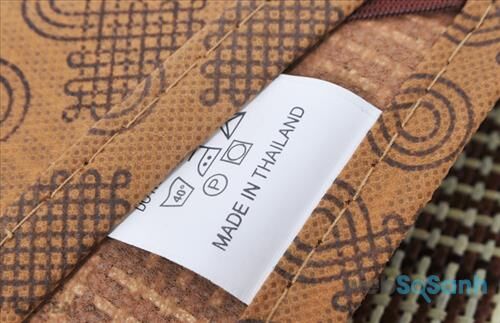 MADE IN THAILAND
40°
P
SoSanh